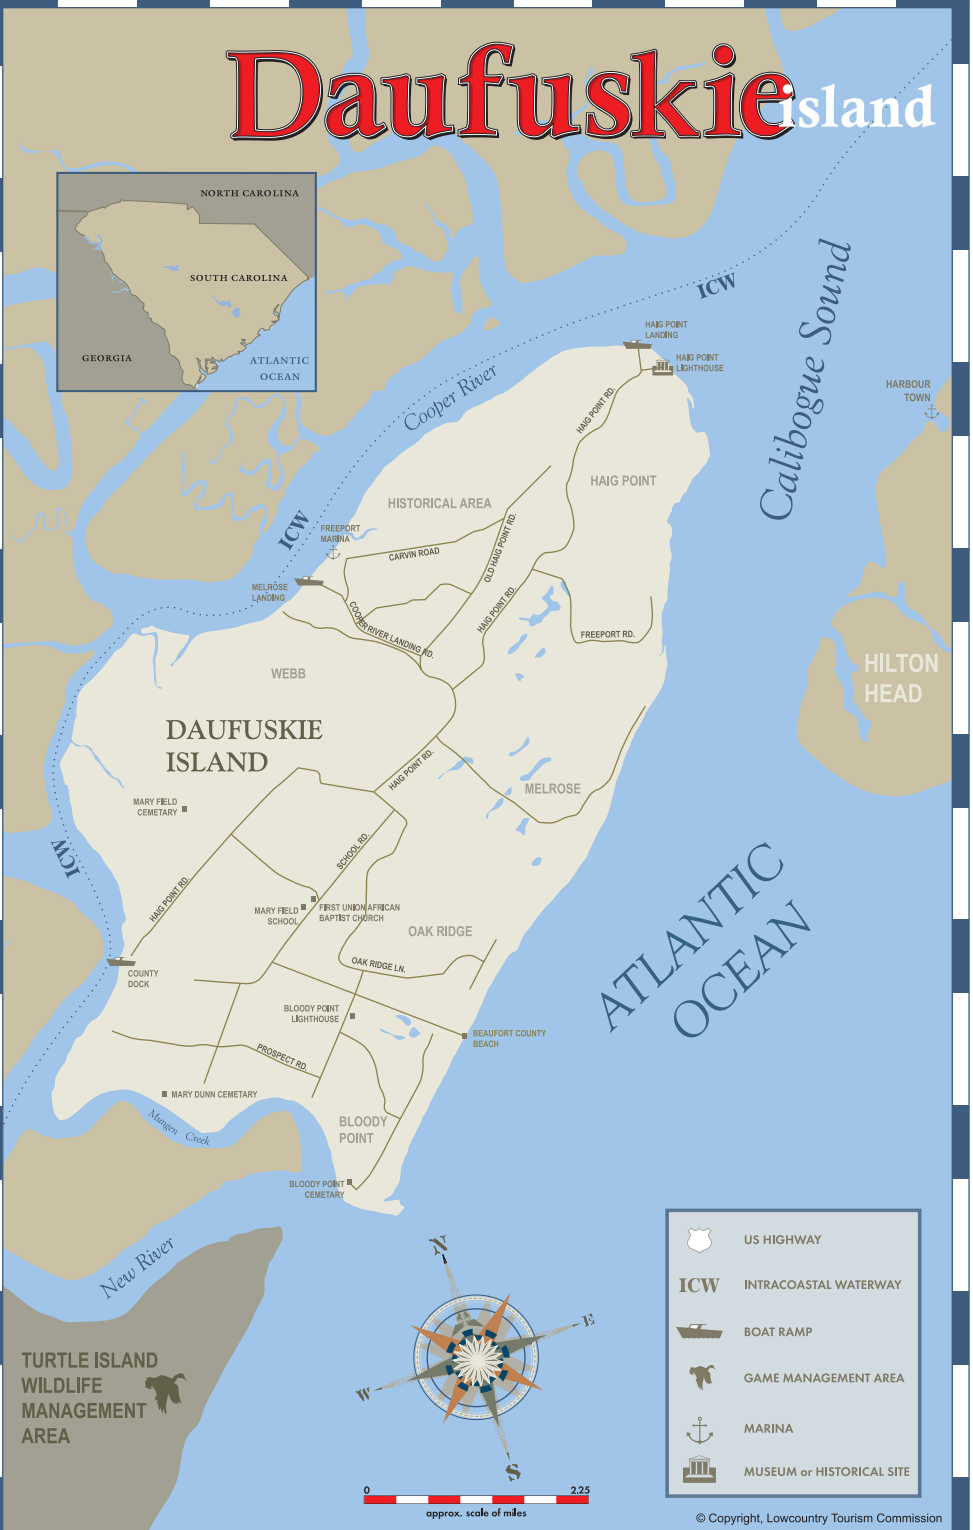 Daufuskie
island
NORTH CAROLINA
SOUTH CAROLINA
GEORGIA
ATLANTIC
OCEAN
ICW
Calibogue Sound
HAIG POINT
LANDING
HAIG POINT
LIGHTHOUSE
Cooper River
HARBOUR
TOWN
HAIG POINT RD.
HAIG POINT
HISTORICAL AREA
ICW
FREEPORT
MARINA
CARVIN ROAD
OLD HAIG POINT RD.
MELROSE
LANDING
COOPER RIVER LANDING RD.
HAIG POINT RD.
FREEPORT RD.
WEBB
HILTON
HEAD
DAUFUSKIE
ISLAND
HAIG POINT RD.
MELROSE
MARY FIELD
CEMETARY
ICW
SCHOOL RD.
HAIG POINT RD.
MARY FIELD
SCHOOL
FIRST UNION AFRICAN
BAPTIST CHURCH
OAK RIDGE
ATLANTIC
OCEAN
OAK RIDGE LN.
COUNTY
DOCK
BLOODY POINT
LIGHTHOUSE
BEAUFORT COUNTY
BEACH
PROSPECT RD.
MARY DUNN CEMETARY
Mungen Creek
BLOODY
POINT
BLOODY POINT
CEMETARY
New River
TURTLE ISLAND
WILDLIFE
MANAGEMENT
AREA
N
E
W
S
0 2.25
approx. scale of miles
US HIGHWAY
ICW INTRACOASTAL WATERWAY
BOAT RAMP
GAME MANAGEMENT AREA
MARINA
MUSEUM or HISTORICAL SITE
© Copyright, Lowcountry Tourism Commission